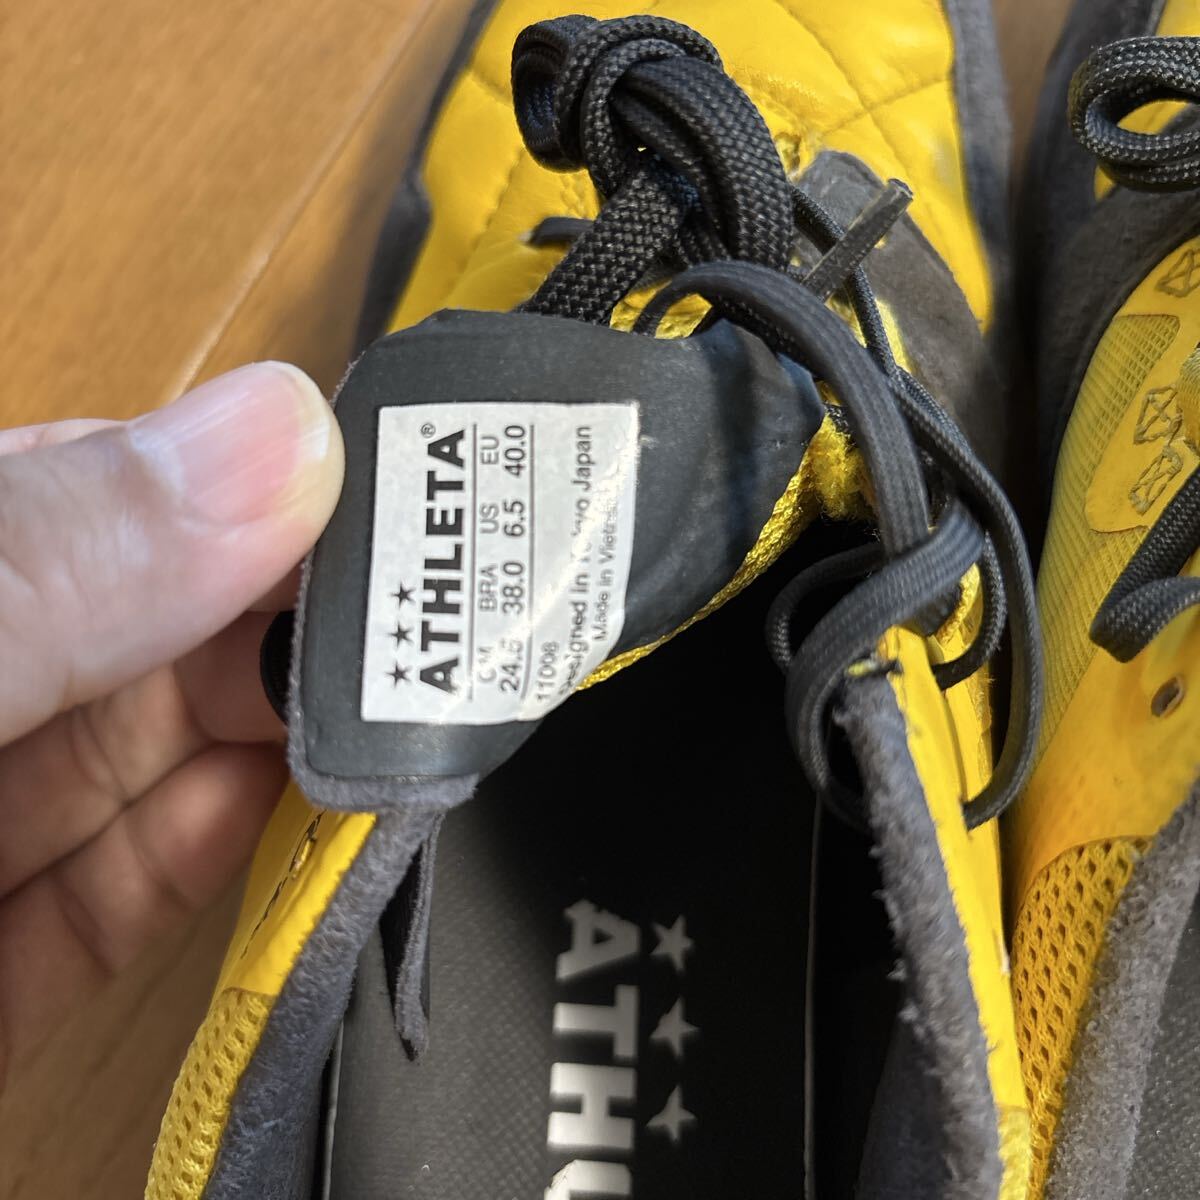 ★★★
ATHLETA®
CM BRA US EU
24.5 38.0 6.5 40.0
11008
Designed in Tokyo Japan
Made in Vietnam
★★★
ATH